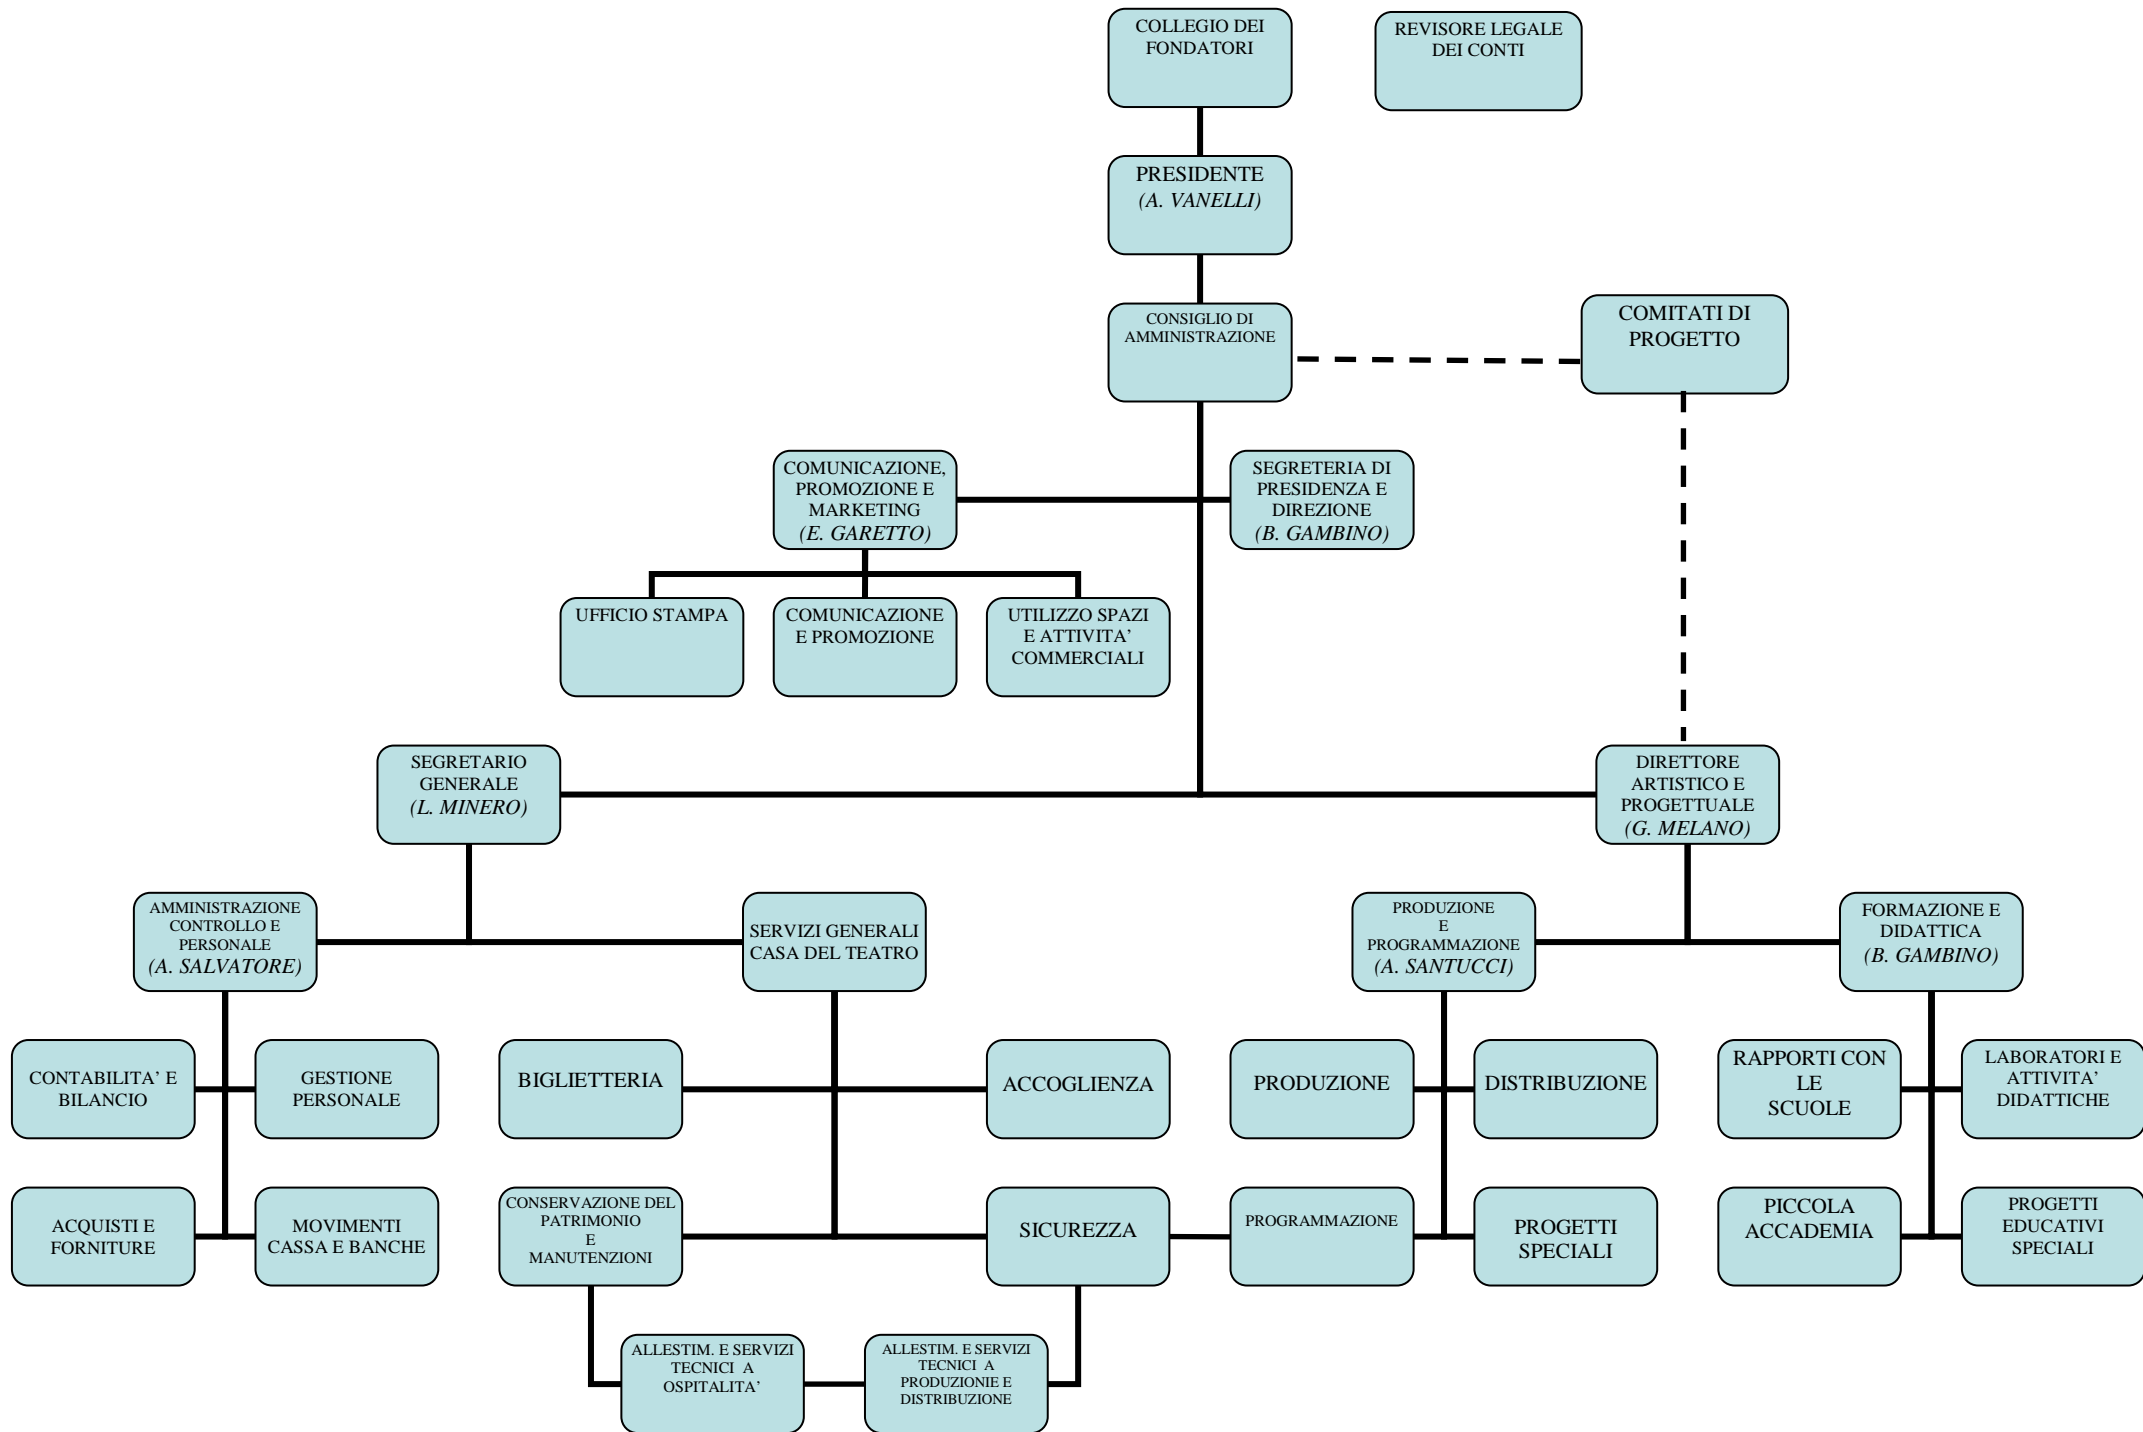 COLLEGIO DEI
FONDATORI
REVISORE LEGALE
DEI CONTI
PRESIDENTE
(A. VANELLI)
CONSIGLIO DI
AMMINISTRAZIONE
COMITATI DI
PROGETTO
COMUNICAZIONE,
PROMOZIONE E
MARKETING
(E. GARETTO)
SEGRETERIA DI
PRESIDENZA E
DIREZIONE
(B. GAMBINO)
UFFICIO STAMPA
COMUNICAZIONE
E PROMOZIONE
UTILIZZO SPAZI
E ATTIVITA’
COMMERCIALI
SEGRETARIO
GENERALE
(L. MINERO)
DIRETTORE
ARTISTICO E
PROGETTUALE
(G. MELANO)
AMMINISTRAZIONE
CONTROLLO E
PERSONALE
(A. SALVATORE)
SERVIZI GENERALI
CASA DEL TEATRO
PRODUZIONE
E
PROGRAMMAZIONE
(A. SANTUCCI)
FORMAZIONE E
DIDATTICA
(B. GAMBINO)
CONTABILITA’ E
BILANCIO
GESTIONE
PERSONALE
BIGLIETTERIA
ACCOGLIENZA
PRODUZIONE
DISTRIBUZIONE
RAPPORTI CON
LE
SCUOLE
LABORATORI E
ATTIVITA’
DIDATTICHE
ACQUISTI E
FORNITURE
MOVIMENTI
CASSA E BANCHE
CONSERVAZIONE DEL
PATRIMONIO
E
MANUTENZIONI
SICUREZZA
PROGRAMMAZIONE
PROGETTI
SPECIALI
PICCOLA
ACCADEMIA
PROGETTI
EDUCATIVI
SPECIALI
ALLESTIM. E SERVIZI
TECNICI A
OSPITALITA’
ALLESTIM. E SERVIZI
TECNICI A
PRODUZIONIE E
DISTRIBUZIONE